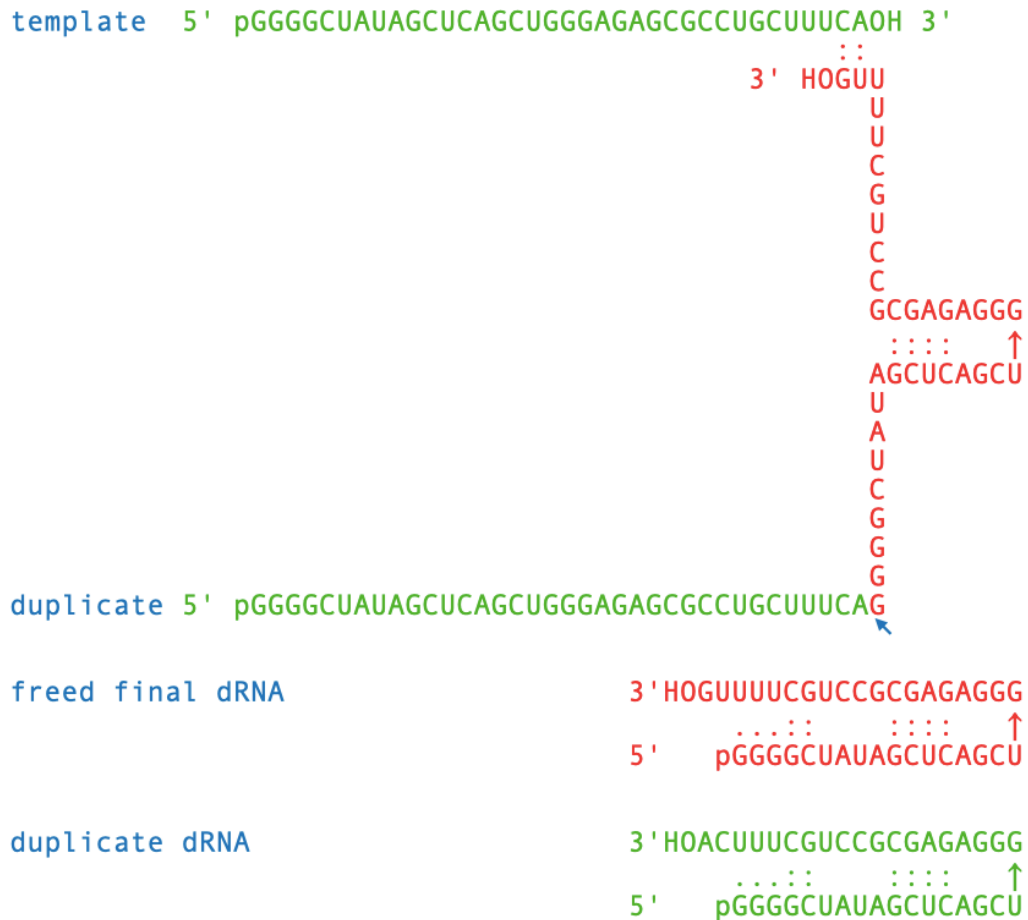 template 5' pGGGGCUAUAGCUCAGCUGGGAGAGCGCCUGCUUUCAOH 3'
::
3' HOGUU
U
U
C
G
U
C
C
GCGAGAGGG
:::: ↑
AGCUCAGCU
U
A
U
C
G
G
G
duplicate 5' pGGGGCUAUAGCUCAGCUGGGAGAGCGCCUGCUUUCAG
freed final dRNA 3'HOGUUUUCGUCCGCGAGAGGG
...:: :::: ↑
5' pGGGGCUAUAGCUCAGCU
duplicate dRNA 3'HOACUUUCGUCCGCGAGAGGG
...:: :::: ↑
5' pGGGGCUAUAGCUCAGCU